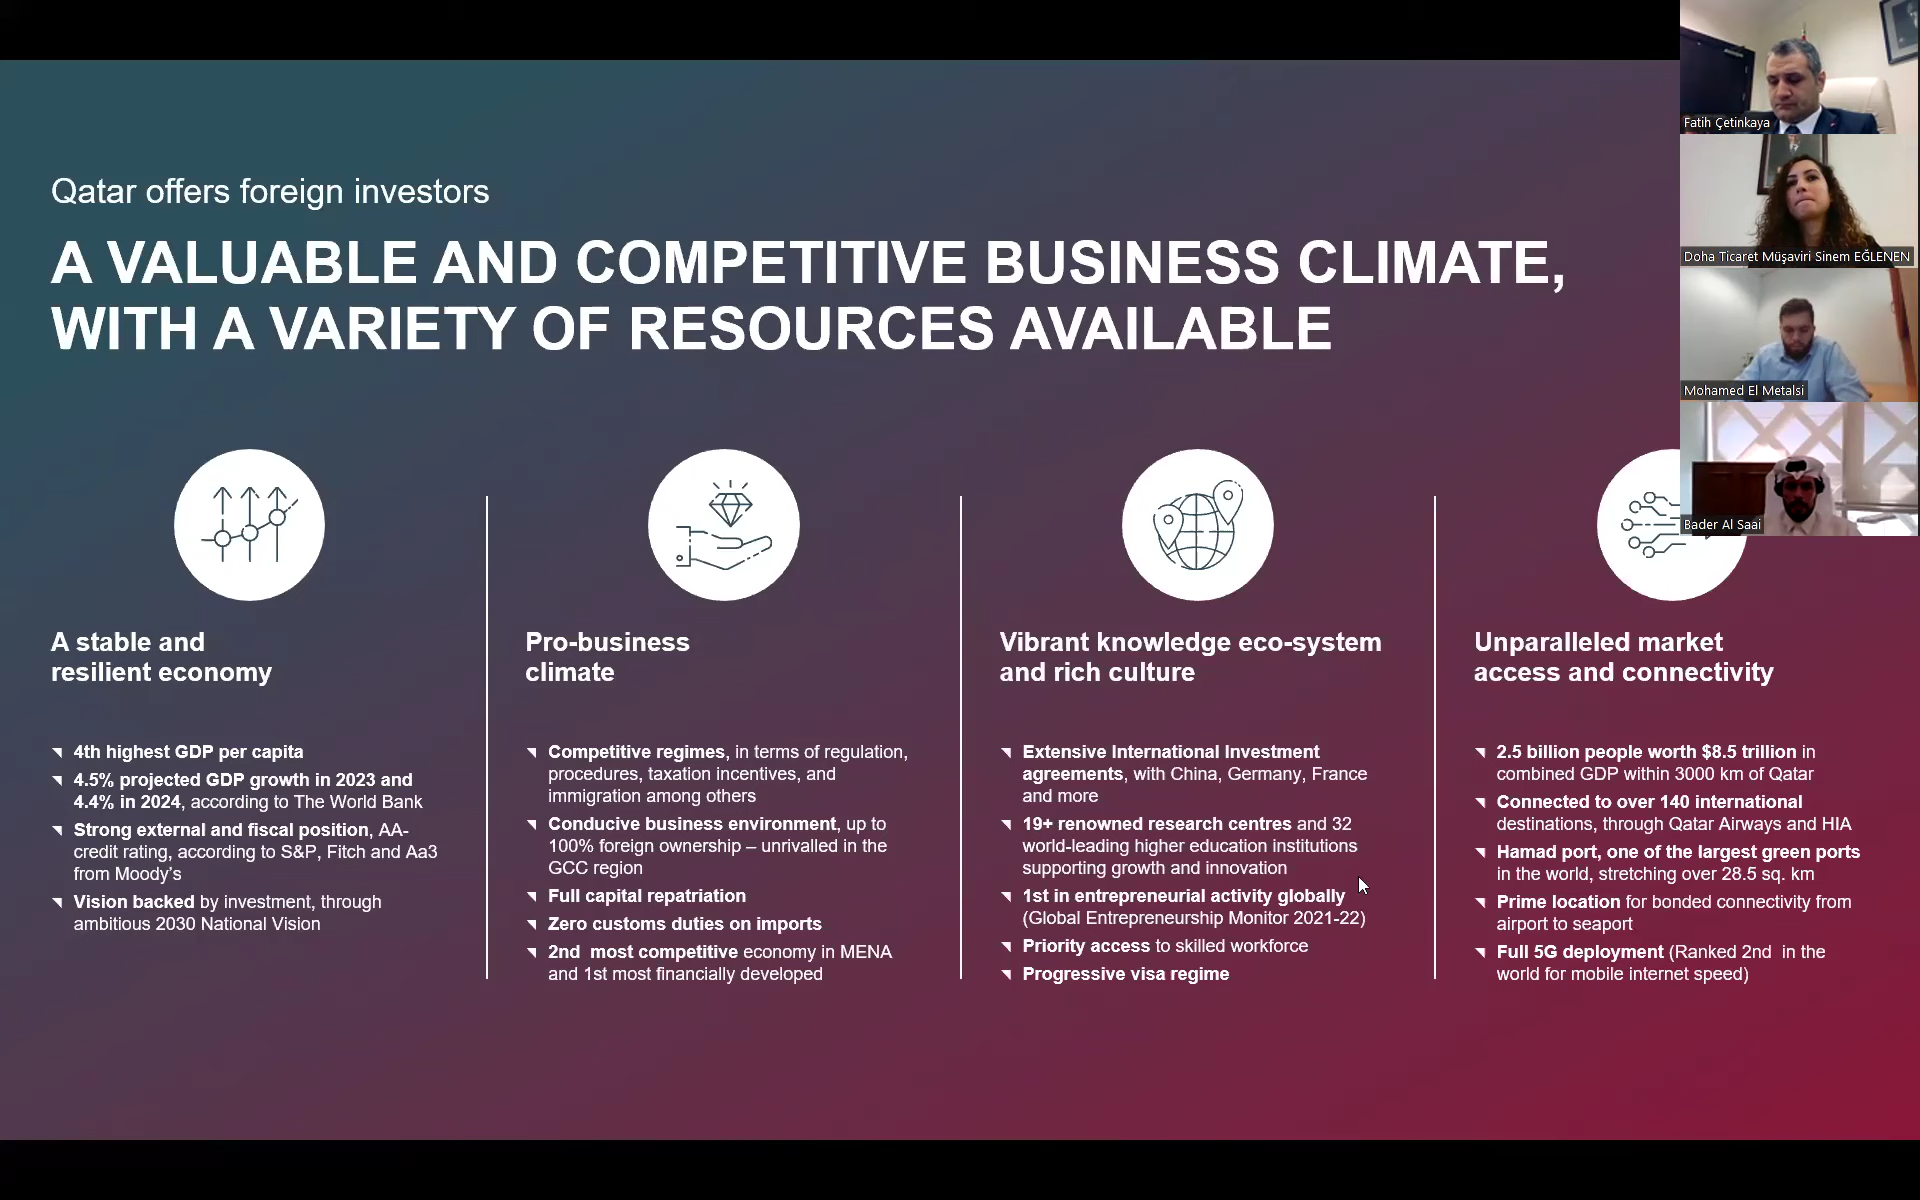 Qatar offers foreign investors
A VALUABLE AND COMPETITIVE BUSINESS CLIMATE,
WITH A VARIETY OF RESOURCES AVAILABLE
A stable and
resilient economy
4th highest GDP per capita
4.5% projected GDP growth in 2023 and
4.4% in 2024, according to The World Bank
Strong external and fiscal position, AA-
credit rating, according to S&P, Fitch and Aa3
from Moody's
Vision backed by investment, through
ambitious 2030 National Vision
Pro-business
climate
Competitive regimes, in terms of regulation,
procedures, taxation incentives, and
immigration among others
Conducive business environment, up to
100% foreign ownership – unrivalled in the
GCC region
Full capital repatriation
Zero customs duties on imports
2nd  most competitive economy in MENA
and 1st most financially developed
Vibrant knowledge eco-system
and rich culture
Extensive International Investment
agreements, with China, Germany, France
and more
19+ renowned research centres and 32
world-leading higher education institutions
supporting growth and innovation
1st in entrepreneurial activity globally
(Global Entrepreneurship Monitor 2021-22)
Priority access to skilled workforce
Progressive visa regime
Unparalleled market
access and connectivity
2.5 billion people worth $8.5 trillion in
combined GDP within 3000 km of Qatar
Connected to over 140 international
destinations, through Qatar Airways and HIA
Hamad port, one of the largest green ports
in the world, stretching over 28.5 sq. km
Prime location for bonded connectivity from
airport to seaport
Full 5G deployment (Ranked 2nd  in the
world for mobile internet speed)
Fatih Çetinkaya
Doha Ticaret Müşaviri Sinem EĞLENEN
Mohamed El Metalsi
Bader Al Saai